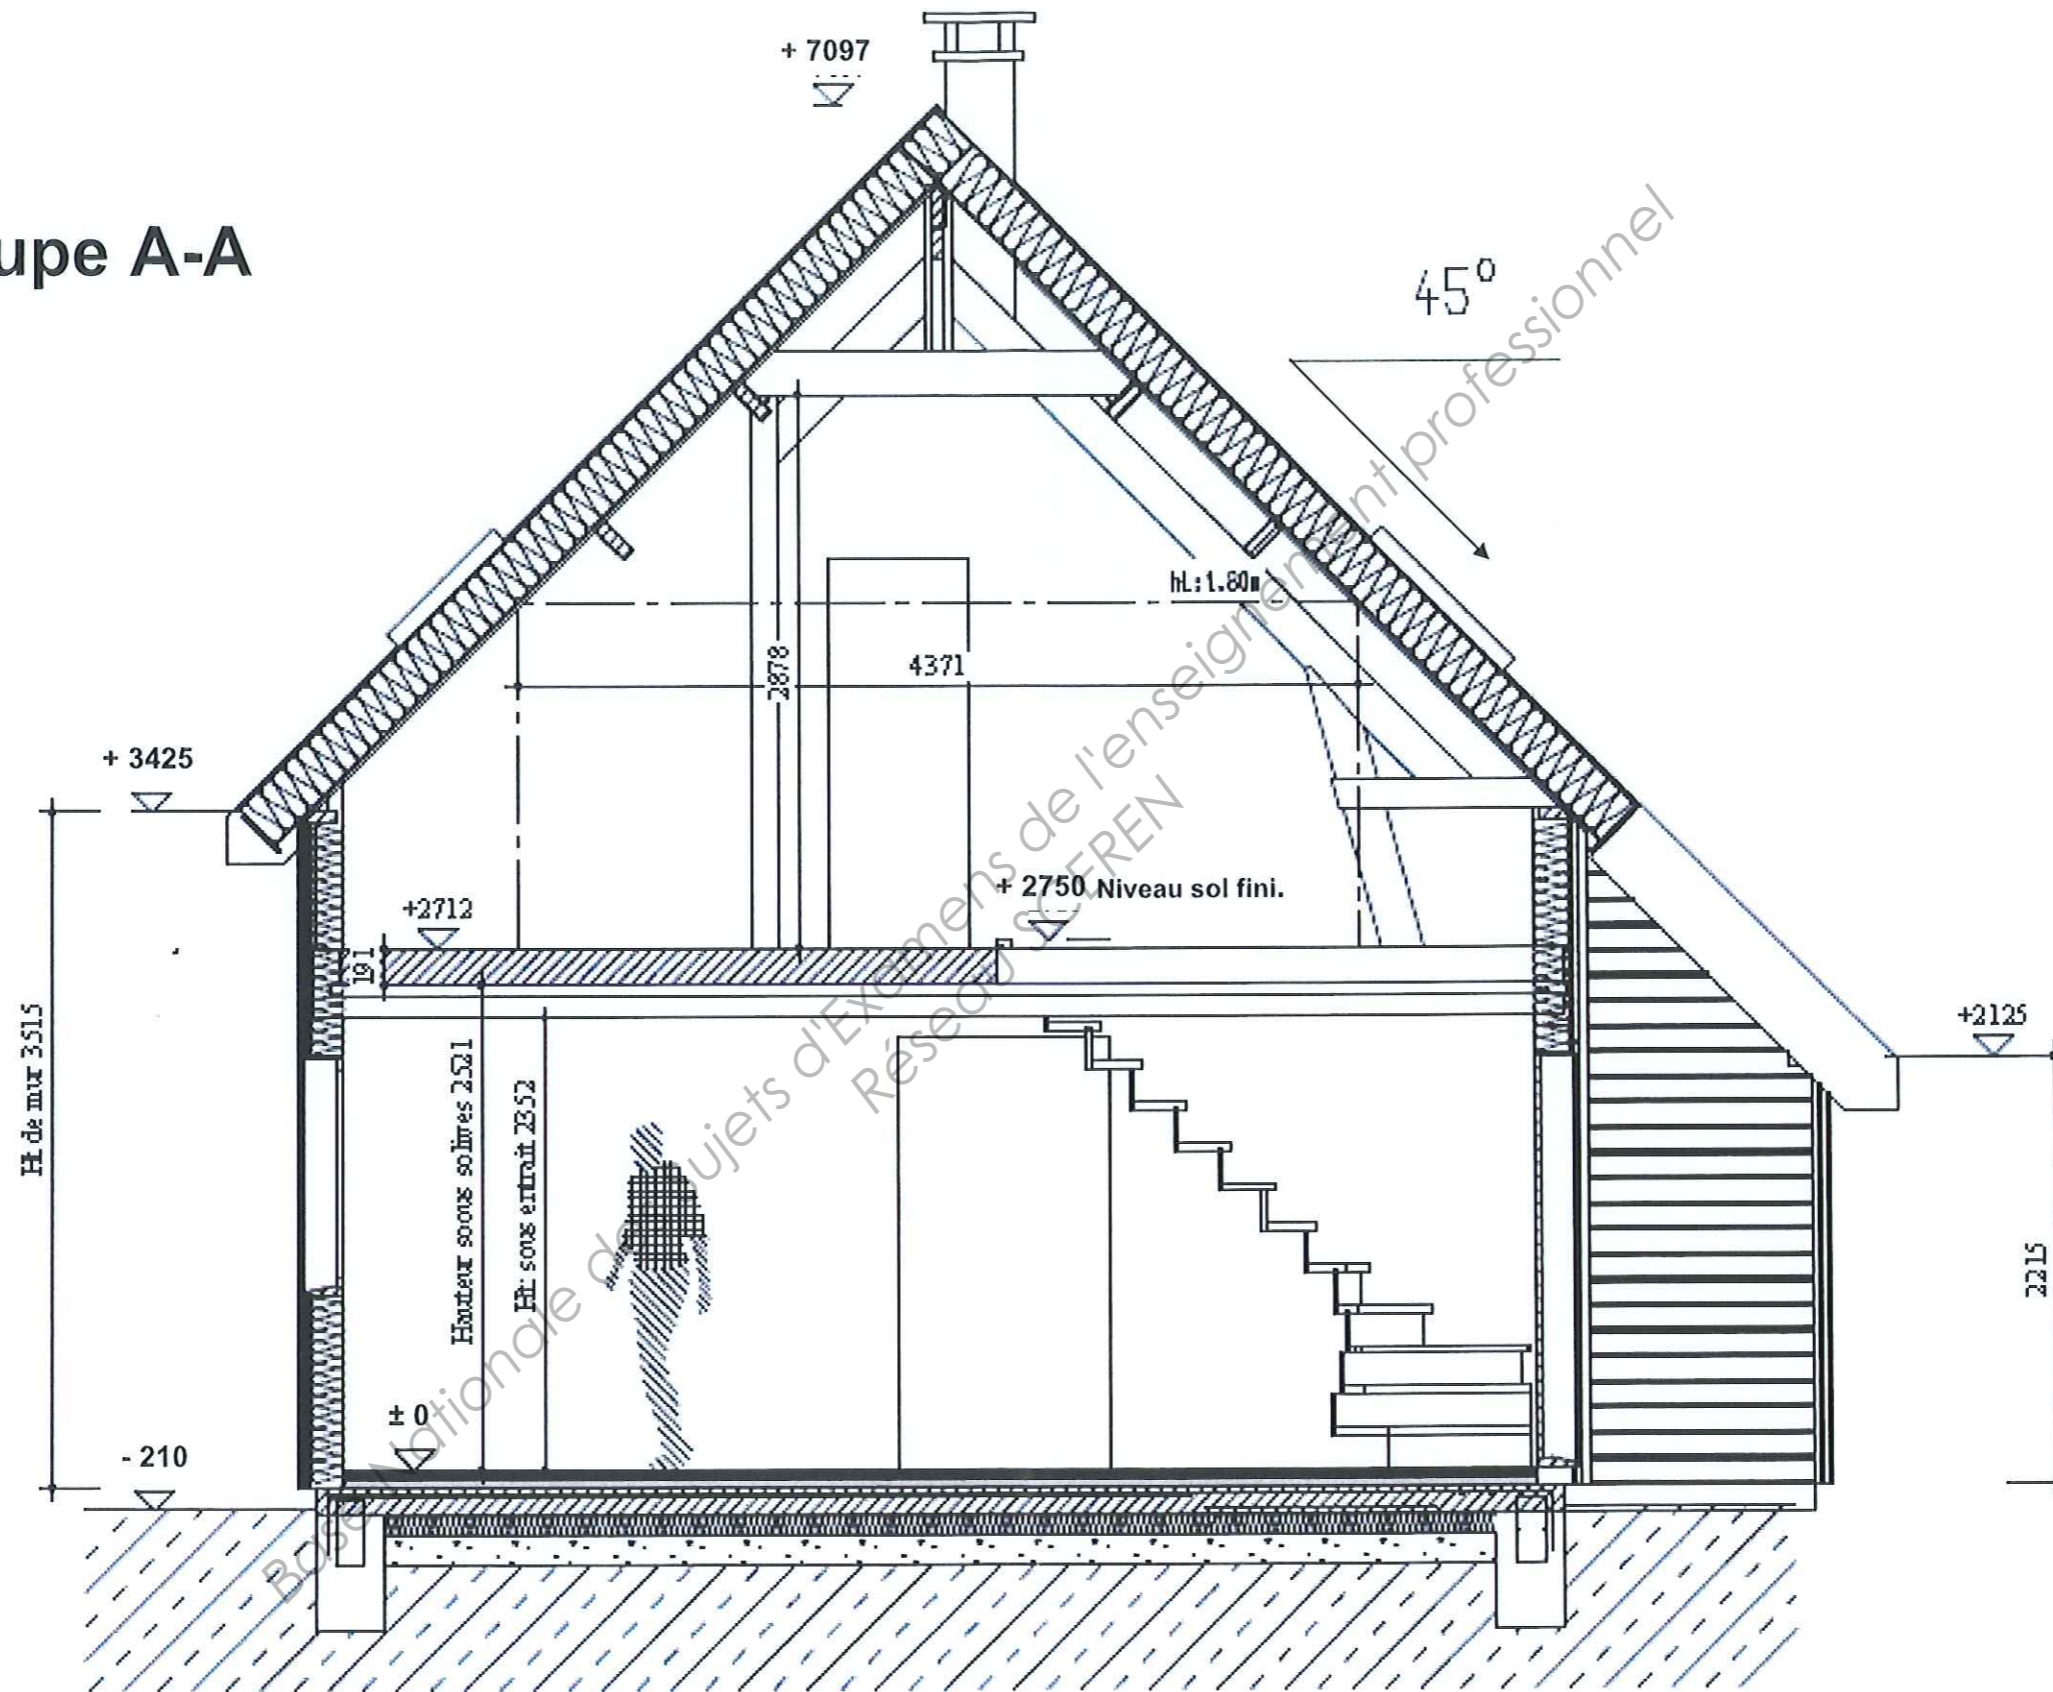 + 7097
upe A-A
45°
hL:1.80m
2878
4371
+ 3425
+2712
+ 2750 Niveau sol fini.
191
+2125
Ht de mur 3515
Hauteur soous solives 2521
Ht: sous entrait 2352
2215
± 0
- 210
Base Nationale de Sujets d'Examens de l'enseignement professionnel
Réseau SCEREN